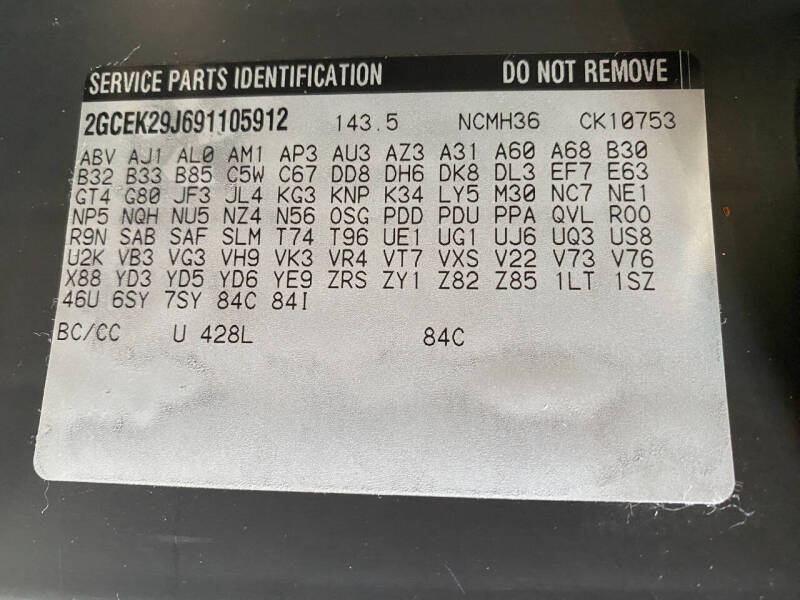 SERVICE PARTS IDENTIFICATION DO NOT REMOVE
2GCEK29J691105912 143.5 NCMH36 CK10753
ABV AJ1 AL0 AM1 AP3 AU3 AZ3 A31 A60 A68 B30
B32 B33 B85 C5W C67 DD8 DH6 DK8 DL3 EF7 E63
GT4 G80 JF3 JL4 KG3 KNP K34 LY5 M30 NC7 NE1
NP5 NQH NU5 NZ4 N56 OSG PDD PDU PPA QVL ROO
R9N SAB SAF SLM T74 T96 UE1 UG1 UJ6 UQ3 US8
U2K VB3 VG3 VH9 VK3 VR4 VT7 VXS V22 V73 V76
X88 YD3 YD5 YD6 YE9 ZRS ZY1 Z82 Z85 1LT 1SZ
46U 6SY 7SY 84C 84I
BC/CC U 428L 84C